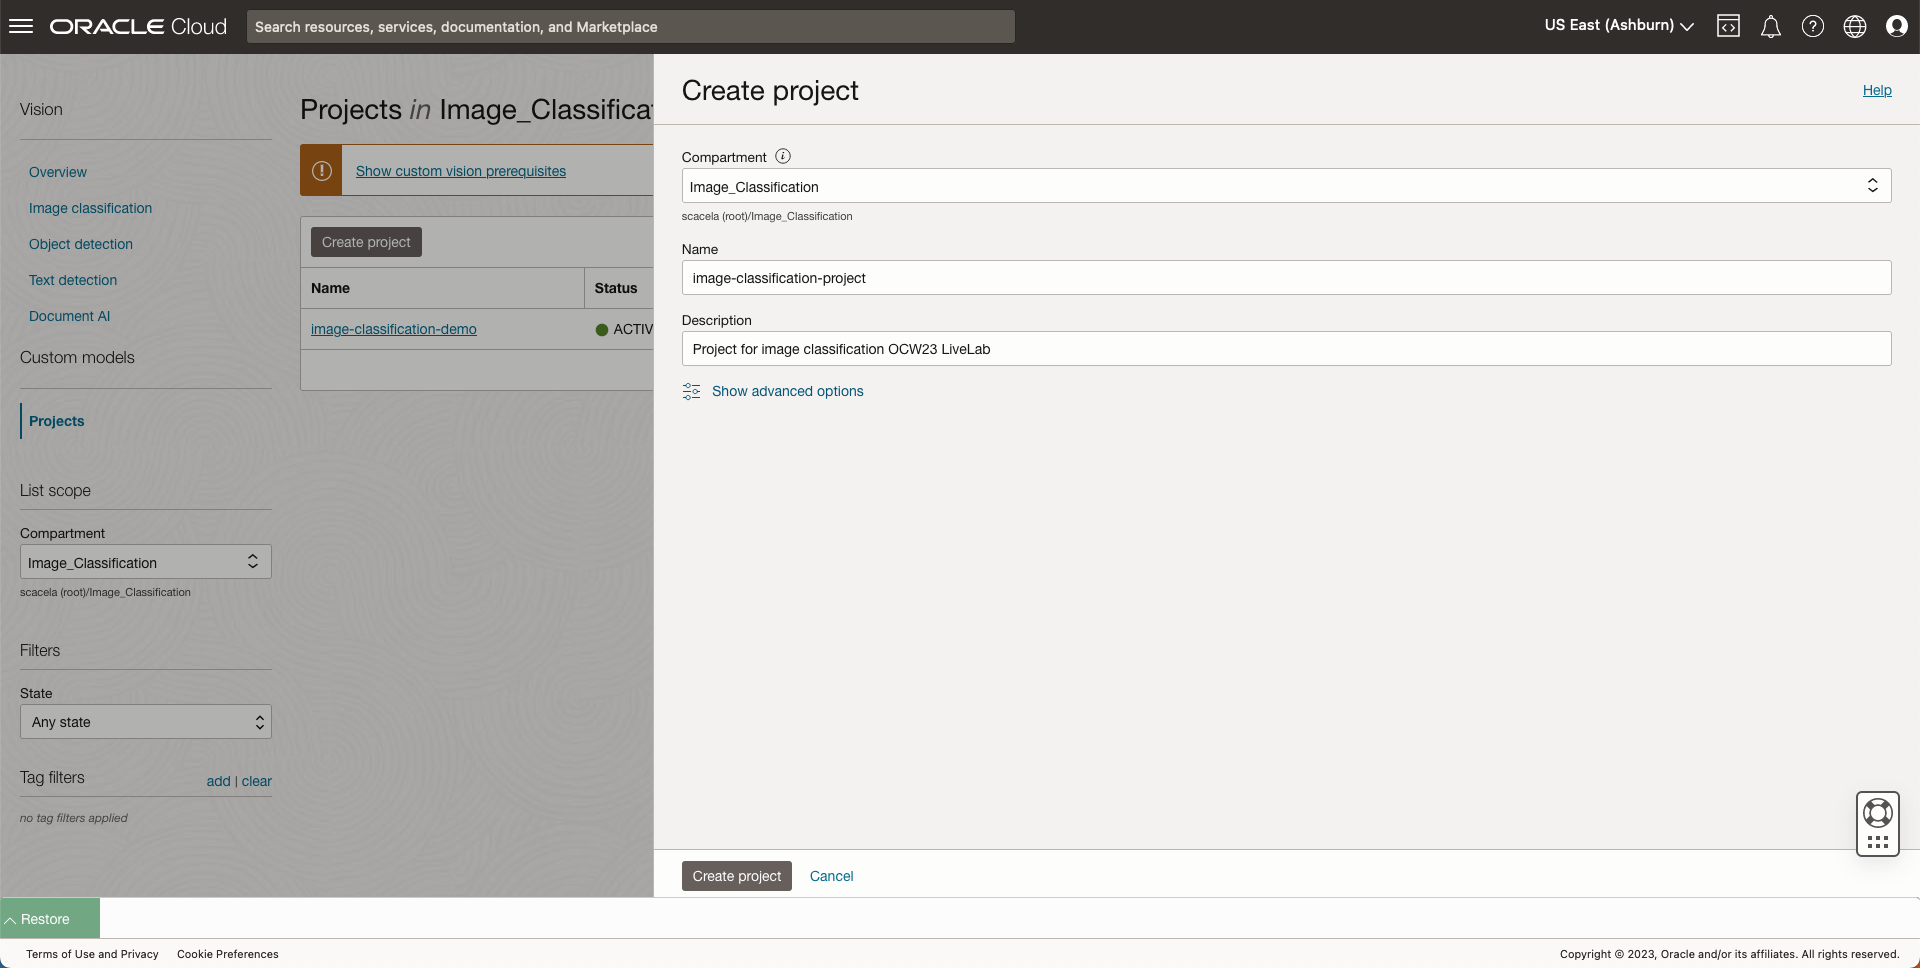 ORACLE Cloud
Search resources, services, documentation, and Marketplace
US East (Ashburn)
Vision
Overview
Image classification
Object detection
Text detection
Document AI
Custom models
Projects
List scope
Compartment
Image_Classification
scacela (root)/Image_Classification
Filters
State
Any state
Tag filters
add | clear
no tag filters applied
Projects in Image_Classifica
Show custom vision prerequisites
Create project
Name Status
image-classification-demo ACTIV
Create project
Help
Compartment
Image_Classification
scacela (root)/Image_Classification
Name
image-classification-project
Description
Project for image classification OCW23 LiveLab
Show advanced options
Create project Cancel
Restore
Terms of Use and Privacy Cookie Preferences
Copyright © 2023, Oracle and/or its affiliates. All rights reserved.